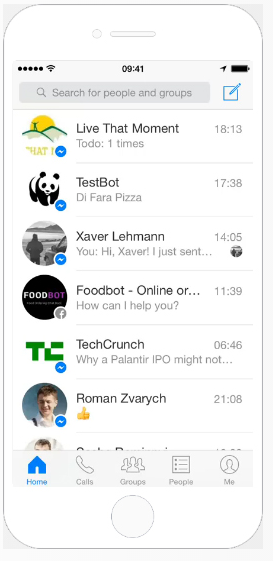 09:41
Search for people and groups
Live That Moment 18:13
Todo: 1 times
THAT
TestBot 17:38
Di Fara Pizza
Xaver Lehmann 14:05
You: Hi, Xaver! I just sent...
Foodbot - Online or... 11:39
FOODBOT
How can I help you?
TechCrunch 06:46
Why a Palantir IPO might not...
Roman Zvarych 21:08
Home Calls Groups People Me